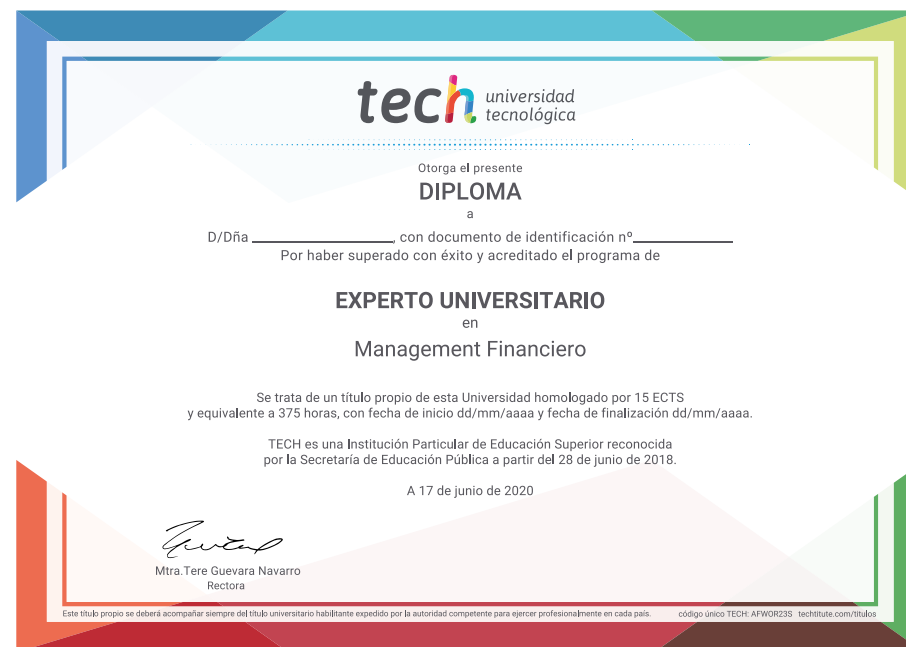 tech universidad
tecnológica
Otorga el presente
DIPLOMA
a
D/Dña ____________________, con documento de identificación nº______________
Por haber superado con éxito y acreditado el programa de
EXPERTO UNIVERSITARIO
en
Management Financiero
Se trata de un título propio de esta Universidad homologado por 15 ECTS
y equivalente a 375 horas, con fecha de inicio dd/mm/aaaa y fecha de finalización dd/mm/aaaa.
TECH es una Institución Particular de Educación Superior reconocida
por la Secretaría de Educación Pública a partir del 28 de junio de 2018.
A 17 de junio de 2020
Mtra.Tere Guevara Navarro
Rectora
Este título propio se deberá acompañar siempre del título universitario habilitante expedido por la autoridad competente para ejercer profesionalmente en cada país. código único TECH: AFWOR23S techtitute.com/titulos